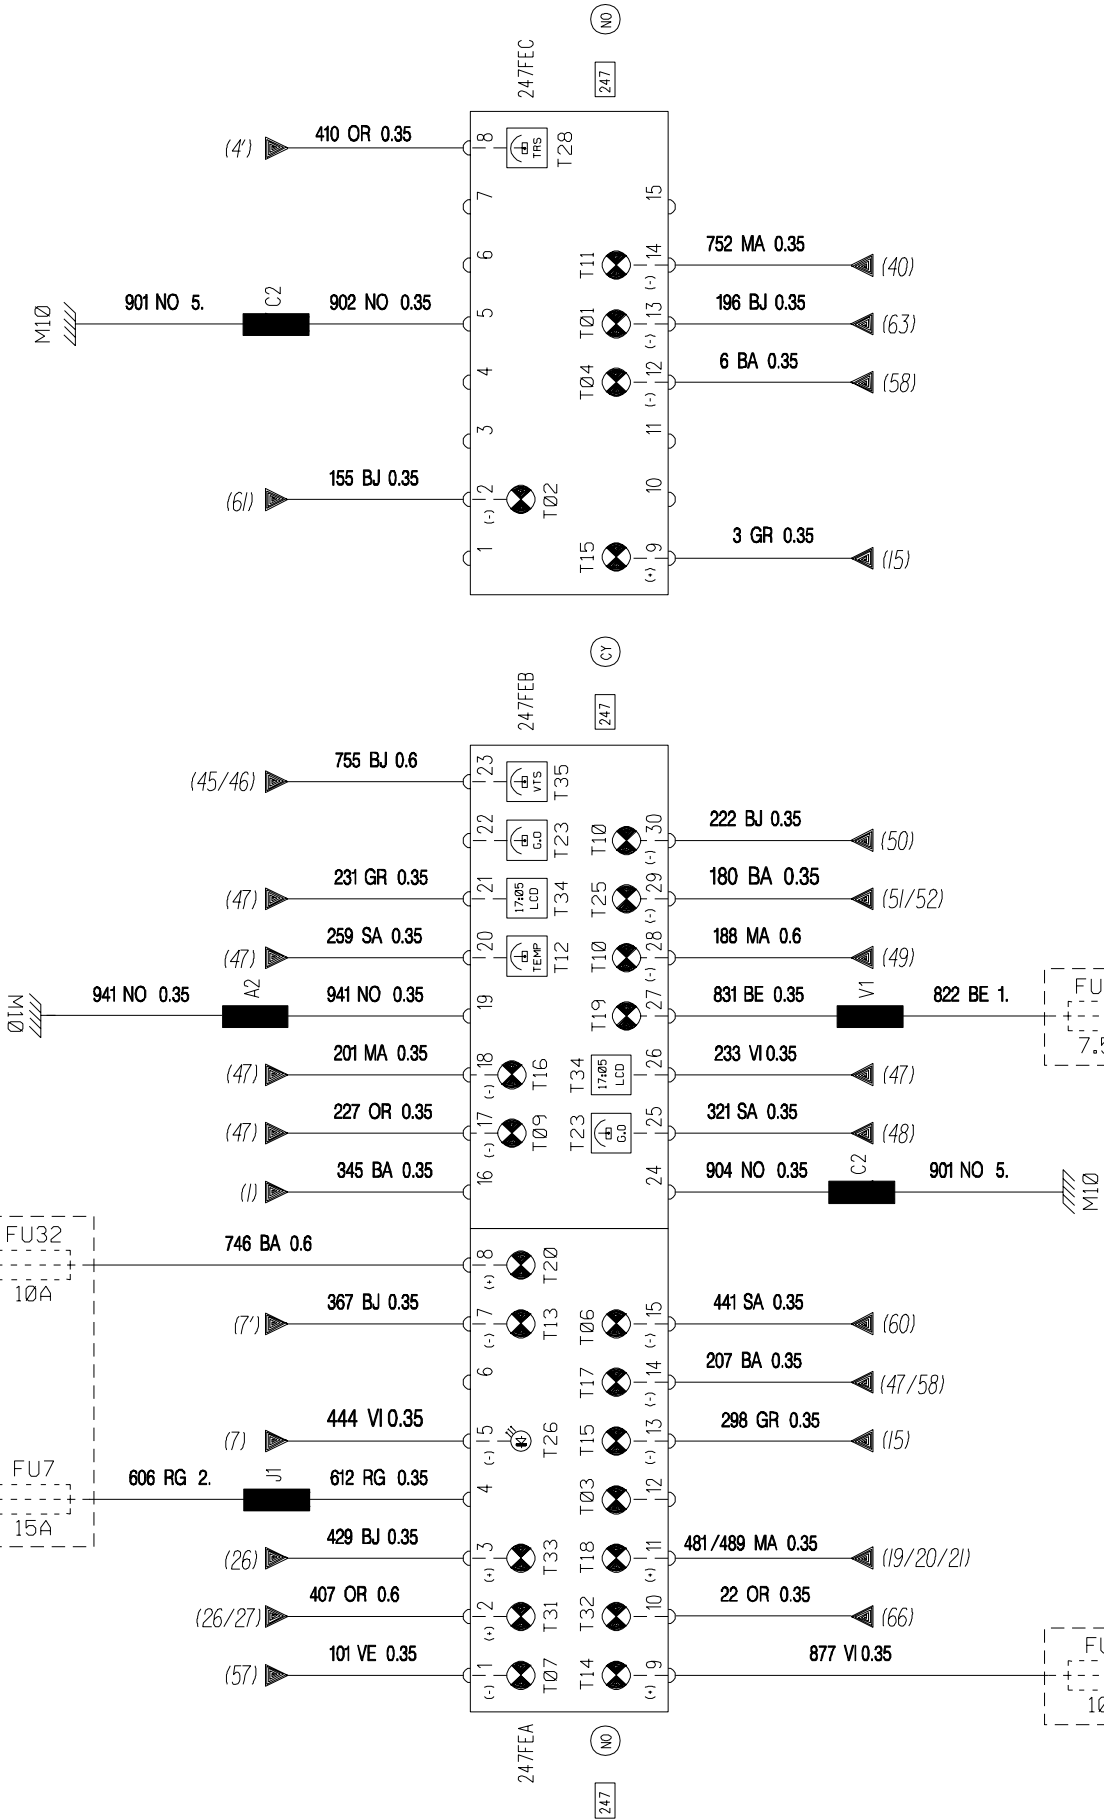 247FEC
247
NO
(4')
410 OR 0.35
8
TRS
T28
7
15
6
T11
(-)
14
752 MA 0.35
(40)
M10
901 NO 5.
C2
902 NO 0.35
5
T01
(-)
13
196 BJ 0.35
(63)
4
T04
(-)
12
6 BA 0.35
(58)
3
11
(61)
155 BJ 0.35
2
(-)
T02
10
1
T15
(+)
9
3 GR 0.35
(15)
247FEB
247
CY
(45/46)
755 BJ 0.6
23
VTS
T35
22
G.O
T23
T10
(-)
30
222 BJ 0.35
(50)
(47)
231 GR 0.35
21
17:05
LCD
T34
T25
(-)
29
180 BA 0.35
(51/52)
(47)
259 SA 0.35
20
TEMP
T12
T10
(-)
28
188 MA 0.6
(49)
M10
941 NO 0.35
A2
941 NO 0.35
19
T19
27
831 BE 0.35
V1
822 BE 1.
(47)
201 MA 0.35
18
(-)
T16
T34
17:05
LCD
26
233 VI 0.35
(47)
(47)
227 OR 0.35
17
(-)
T09
T23
G.O
25
321 SA 0.35
(48)
(1)
345 BA 0.35
16
24
904 NO 0.35
C2
901 NO 5.
M10
FU32
10A
746 BA 0.6
8
(+)
T20
(7')
367 BJ 0.35
7
(-)
T13
T06
(-)
15
441 SA 0.35
(60)
6
T17
(-)
14
207 BA 0.35
(47/58)
(7)
444 VI 0.35
5
(-)
T26
T15
(-)
13
298 GR 0.35
(15)
FU7
15A
606 RG 2.
J1
612 RG 0.35
4
T03
12
(26)
429 BJ 0.35
3
(+)
T33
T18
(+)
11
481/489 MA 0.35
(19/20/21)
(26/27)
407 OR 0.6
2
(+)
T31
T32
10
22 OR 0.35
(66)
(57)
101 VE 0.35
1
(-)
T07
T14
(+)
9
877 VI 0.35
247FEA
247
NO